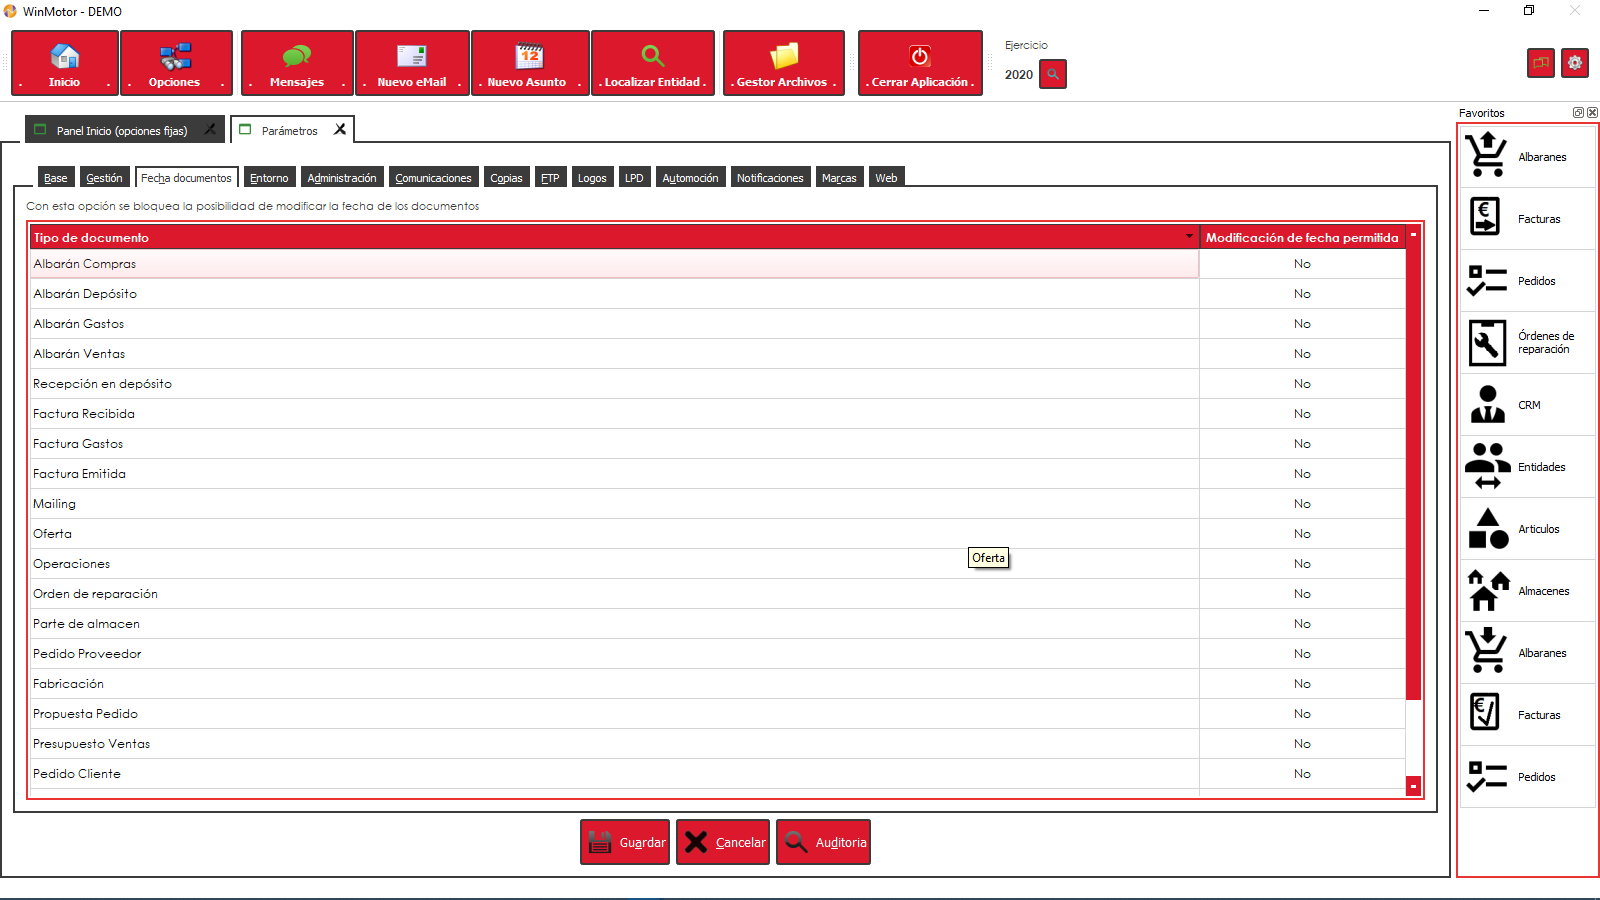 WinMotor - DEMO
. Inicio .
. Opciones .
. Mensajes .
. Nuevo eMail .
. Nuevo Asunto .
. Localizar Entidad .
. Gestor Archivos .
. Cerrar Aplicación .
Ejercicio
2020
Panel Inicio (opciones fijas)
Parámetros
Base
Gestión
Fecha documentos
Entorno
Administración
Comunicaciones
Copias
FTP
Logos
LPD
Automoción
Notificaciones
Marcas
Web
Con esta opción se bloquea la posibilidad de modificar la fecha de los documentos
Tipo de documento Modificación de fecha permitida
Albarán Compras No
Albarán Depósito No
Albarán Gastos No
Albarán Ventas No
Recepción en depósito No
Factura Recibida No
Factura Gastos No
Factura Emitida No
Mailing No
Oferta No
Oferta
Operaciones No
Orden de reparación No
Parte de almacen No
Pedido Proveedor No
Fabricación No
Propuesta Pedido No
Presupuesto Ventas No
Pedido Cliente No
Guardar
Cancelar
Auditoria
Favoritos
Albaranes
Facturas
Pedidos
Órdenes de
reparación
CRM
Entidades
Articulos
Almacenes
Albaranes
Facturas
Pedidos